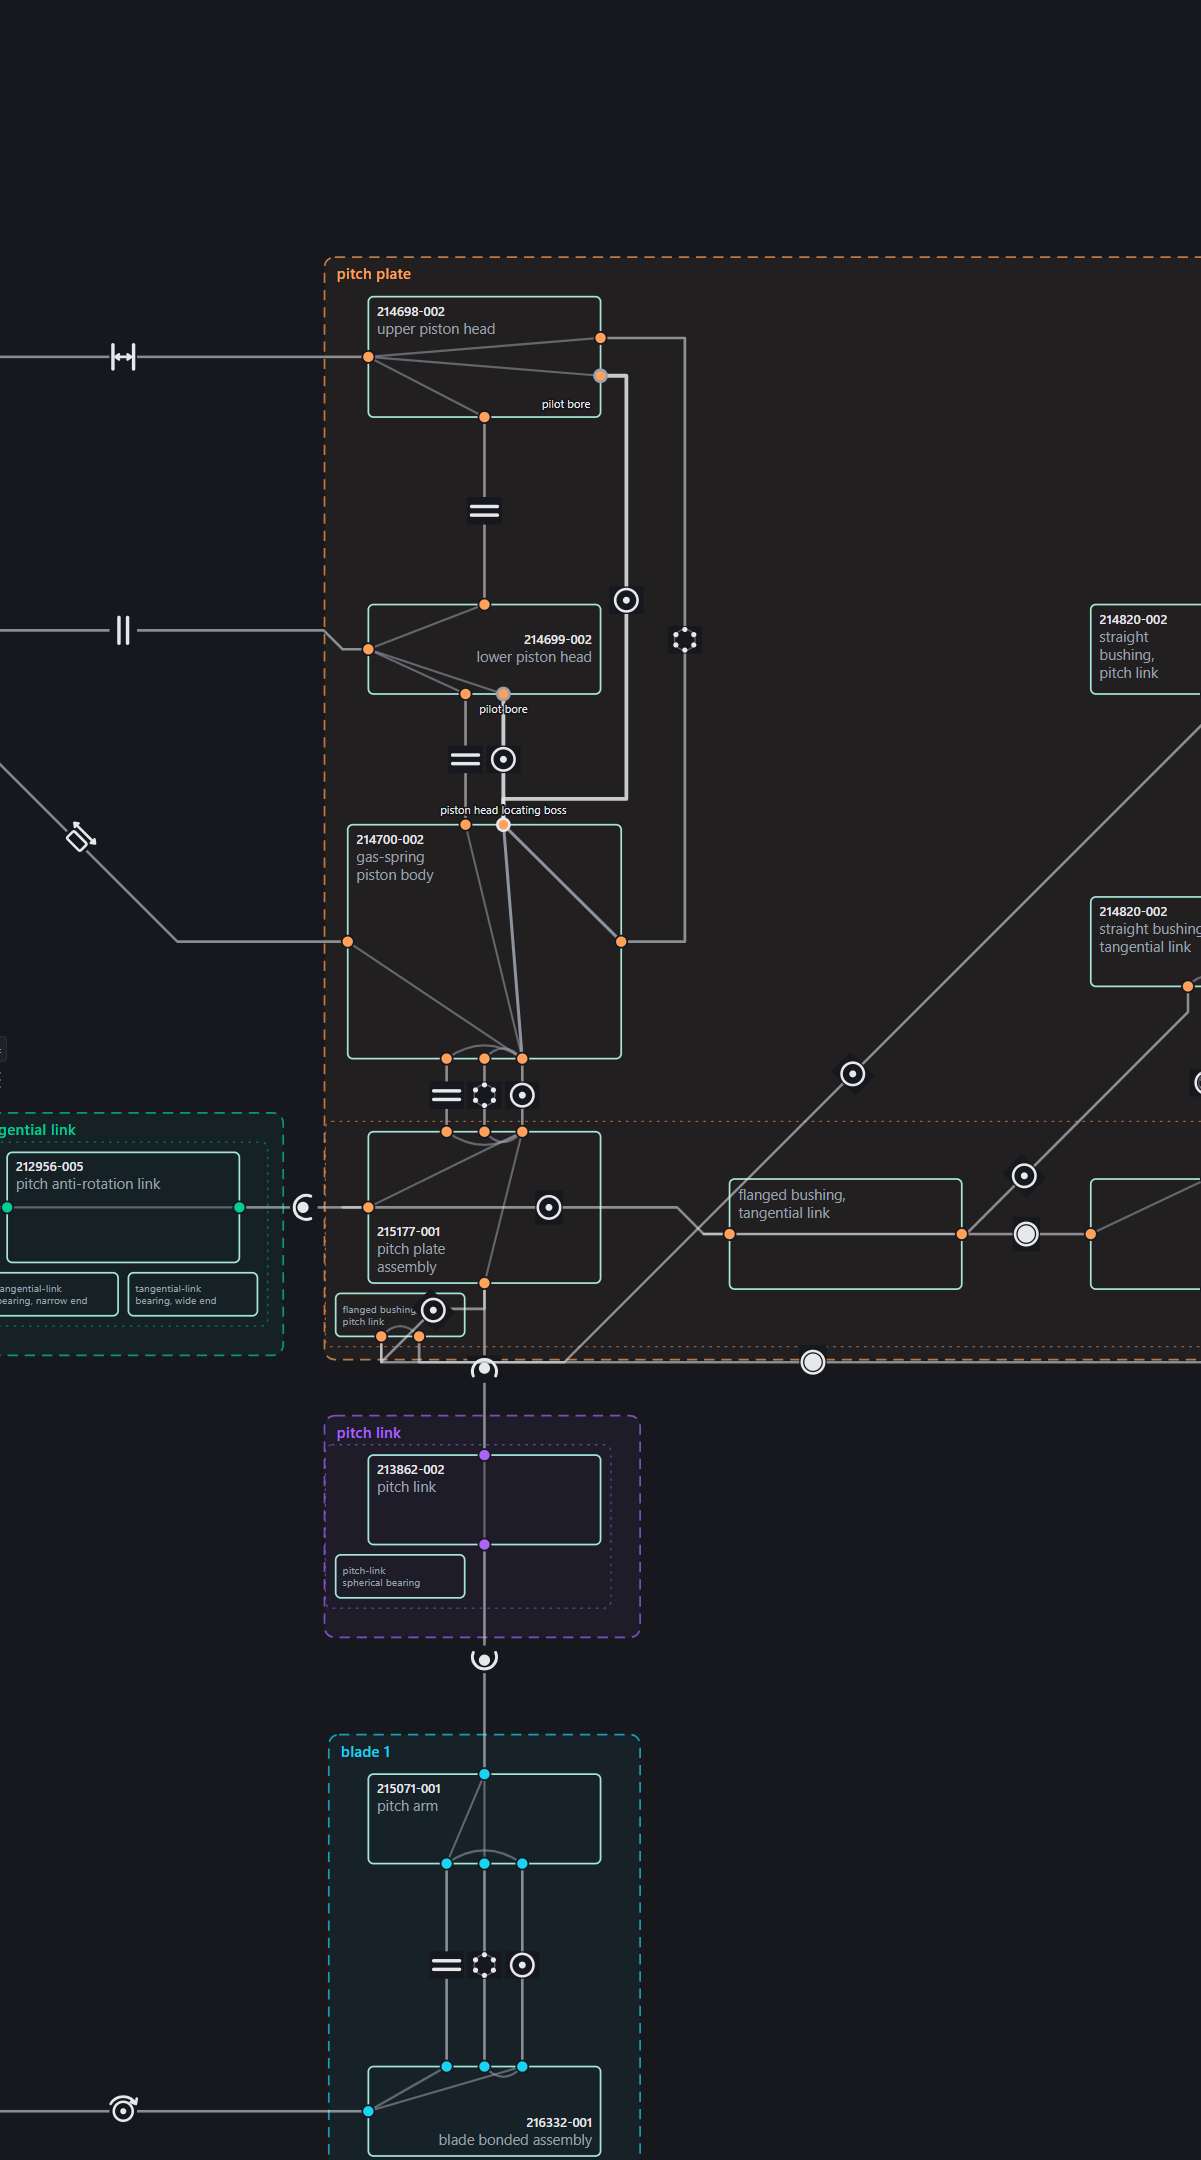 pitch plate
214698-002
upper piston head
pilot bore
214699-002
lower piston head
pilot bore
piston head locating boss
214700-002
gas-spring
piston body
214820-002
straight
bushing,
pitch link
214820-002
straight bushing
tangential link
gential link
212956-005
pitch anti-rotation link
angential-link
bearing, narrow end
tangential-link
bearing, wide end
215177-001
pitch plate
assembly
flanged bushing,
tangential link
flanged bushing,
pitch link
pitch link
213862-002
pitch link
pitch-link
spherical bearing
blade 1
215071-001
pitch arm
216332-001
blade bonded assembly